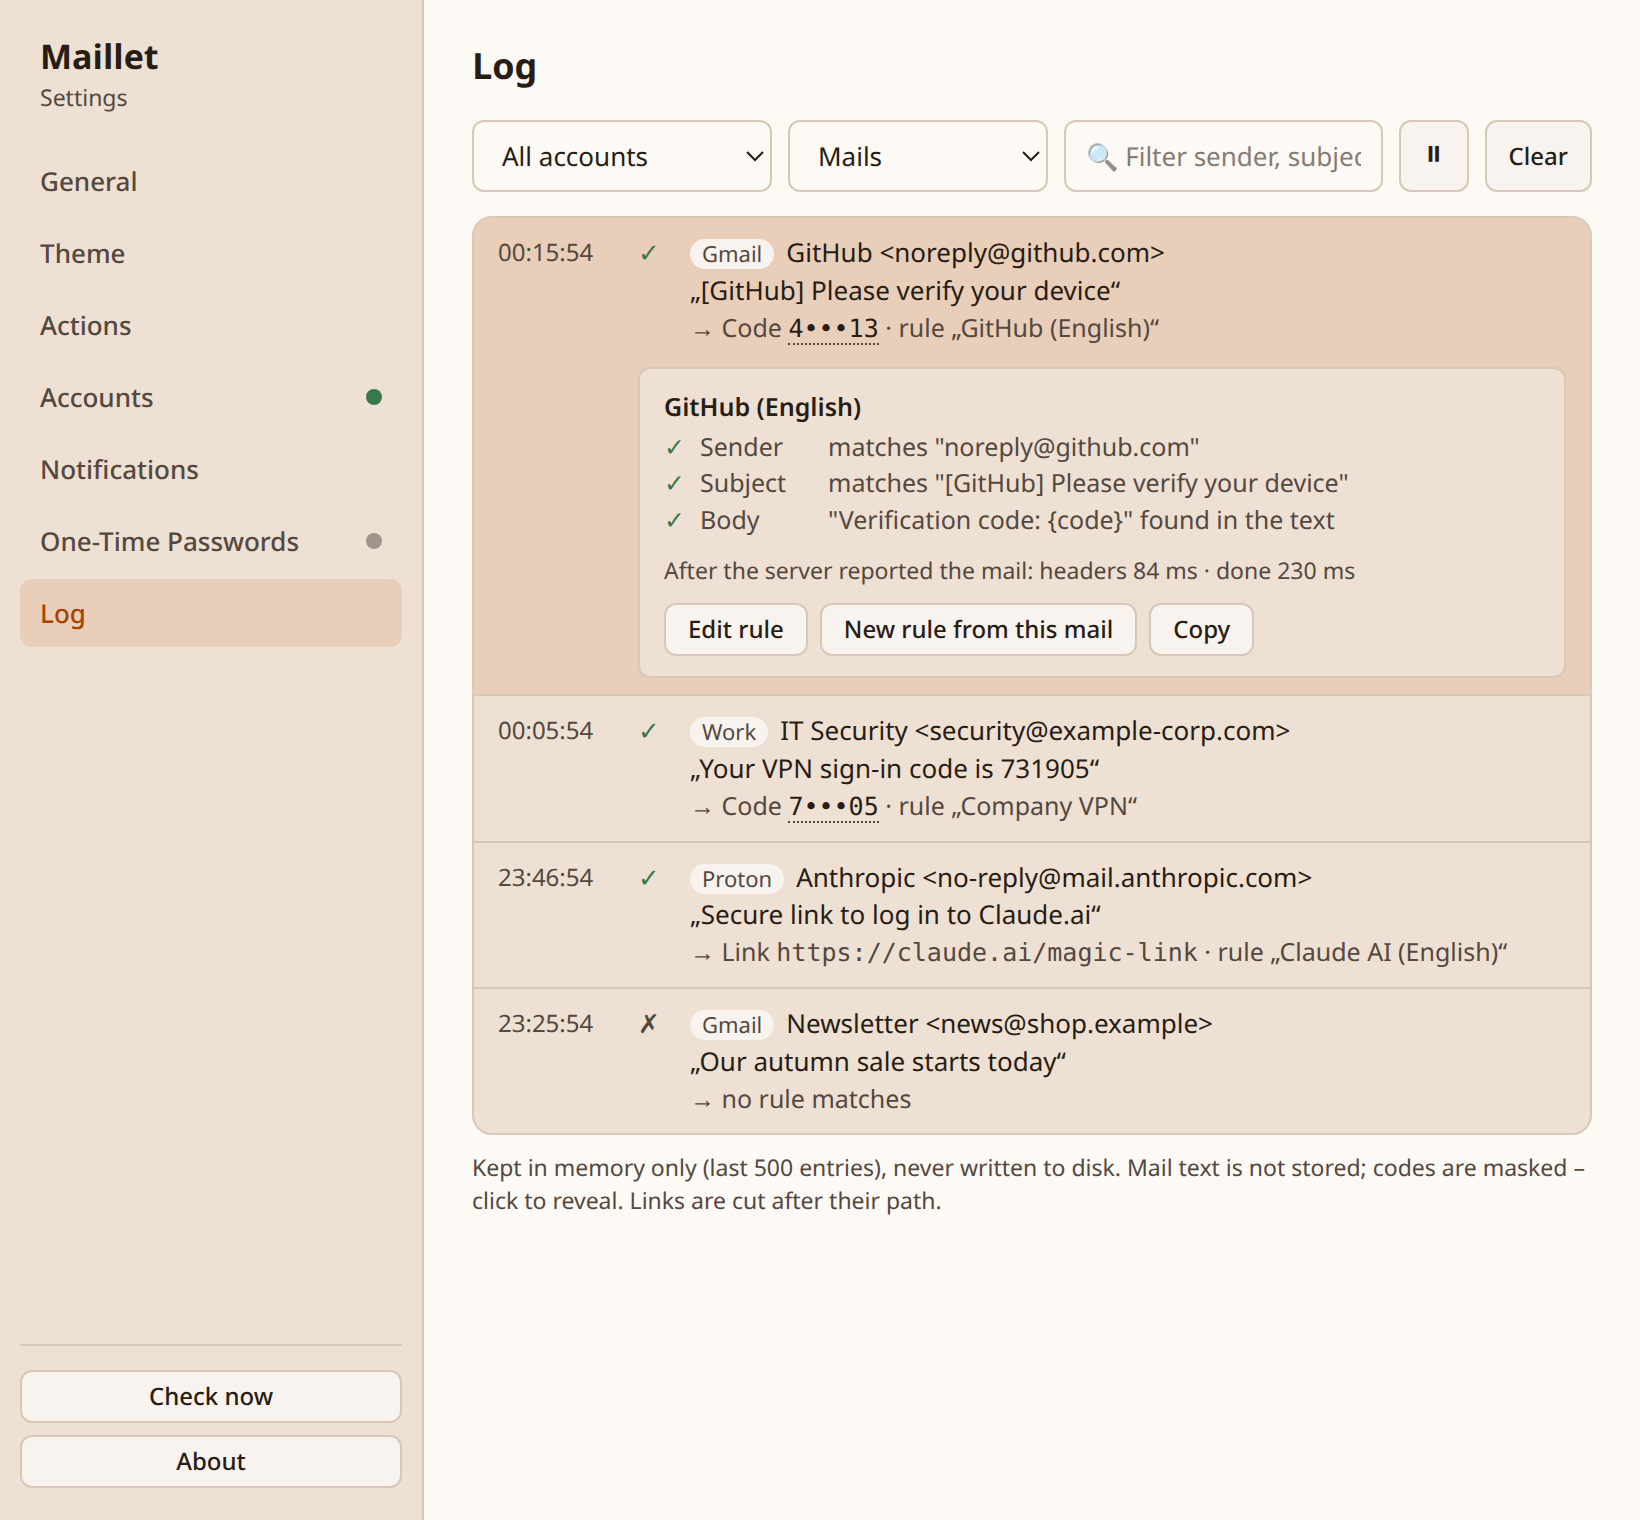 Maillet
Settings
General
Theme
Actions
Accounts
Notifications
One-Time Passwords
Log
Check now
About
Log
All accounts
Mails
🔍 Filter sender, subjec
Clear
00:15:54 ✓ Gmail GitHub <noreply@github.com>
„[GitHub] Please verify your device“
→ Code 4•••13 · rule „GitHub (English)“
GitHub (English)
✓ Sender matches "noreply@github.com"
✓ Subject matches "[GitHub] Please verify your device"
✓ Body "Verification code: {code}" found in the text
After the server reported the mail: headers 84 ms · done 230 ms
Edit rule
New rule from this mail
Copy
00:05:54 ✓ Work IT Security <security@example-corp.com>
„Your VPN sign-in code is 731905“
→ Code 7•••05 · rule „Company VPN“
23:46:54 ✓ Proton Anthropic <no-reply@mail.anthropic.com>
„Secure link to log in to Claude.ai“
→ Link https://claude.ai/magic-link · rule „Claude AI (English)“
23:25:54 ✗ Gmail Newsletter <news@shop.example>
„Our autumn sale starts today“
→ no rule matches
Kept in memory only (last 500 entries), never written to disk. Mail text is not stored; codes are masked –
click to reveal. Links are cut after their path.